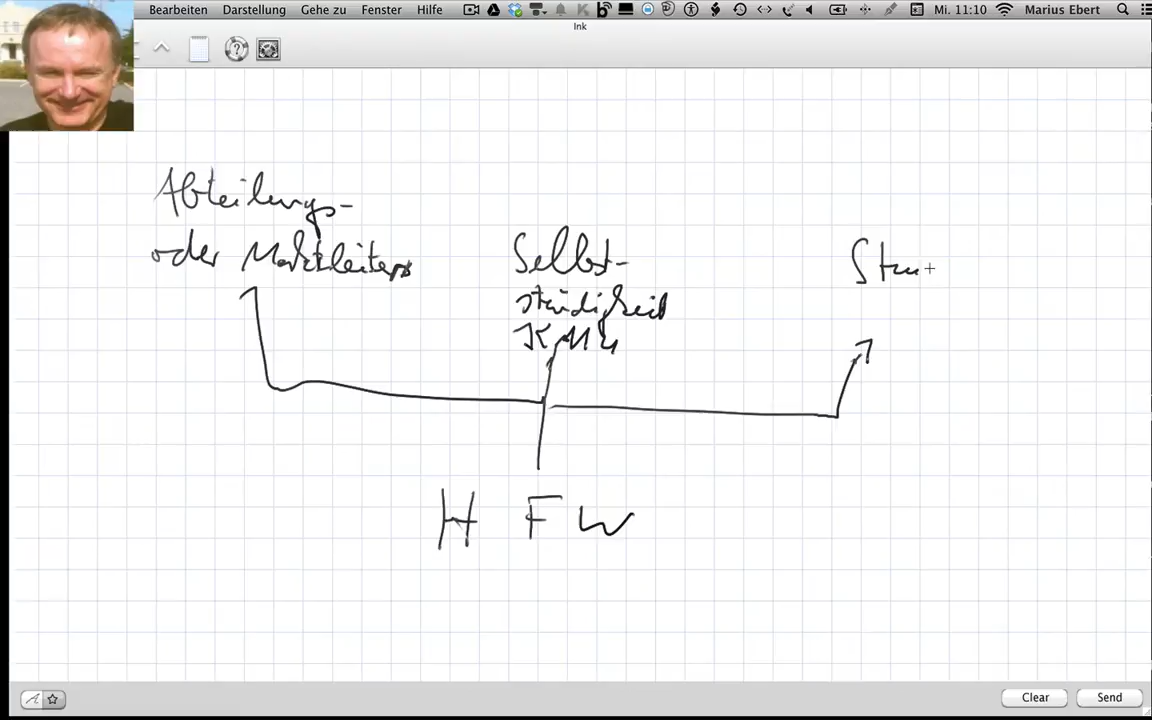 Bearbeiten Darstellung Gehe zu Fenster Hilfe Mi. 11:10 Marius Ebert
Ink
Abteilungs-
oder Marktleiter
Selbst-
ständigkeit
KMU
H F W
Clear Send